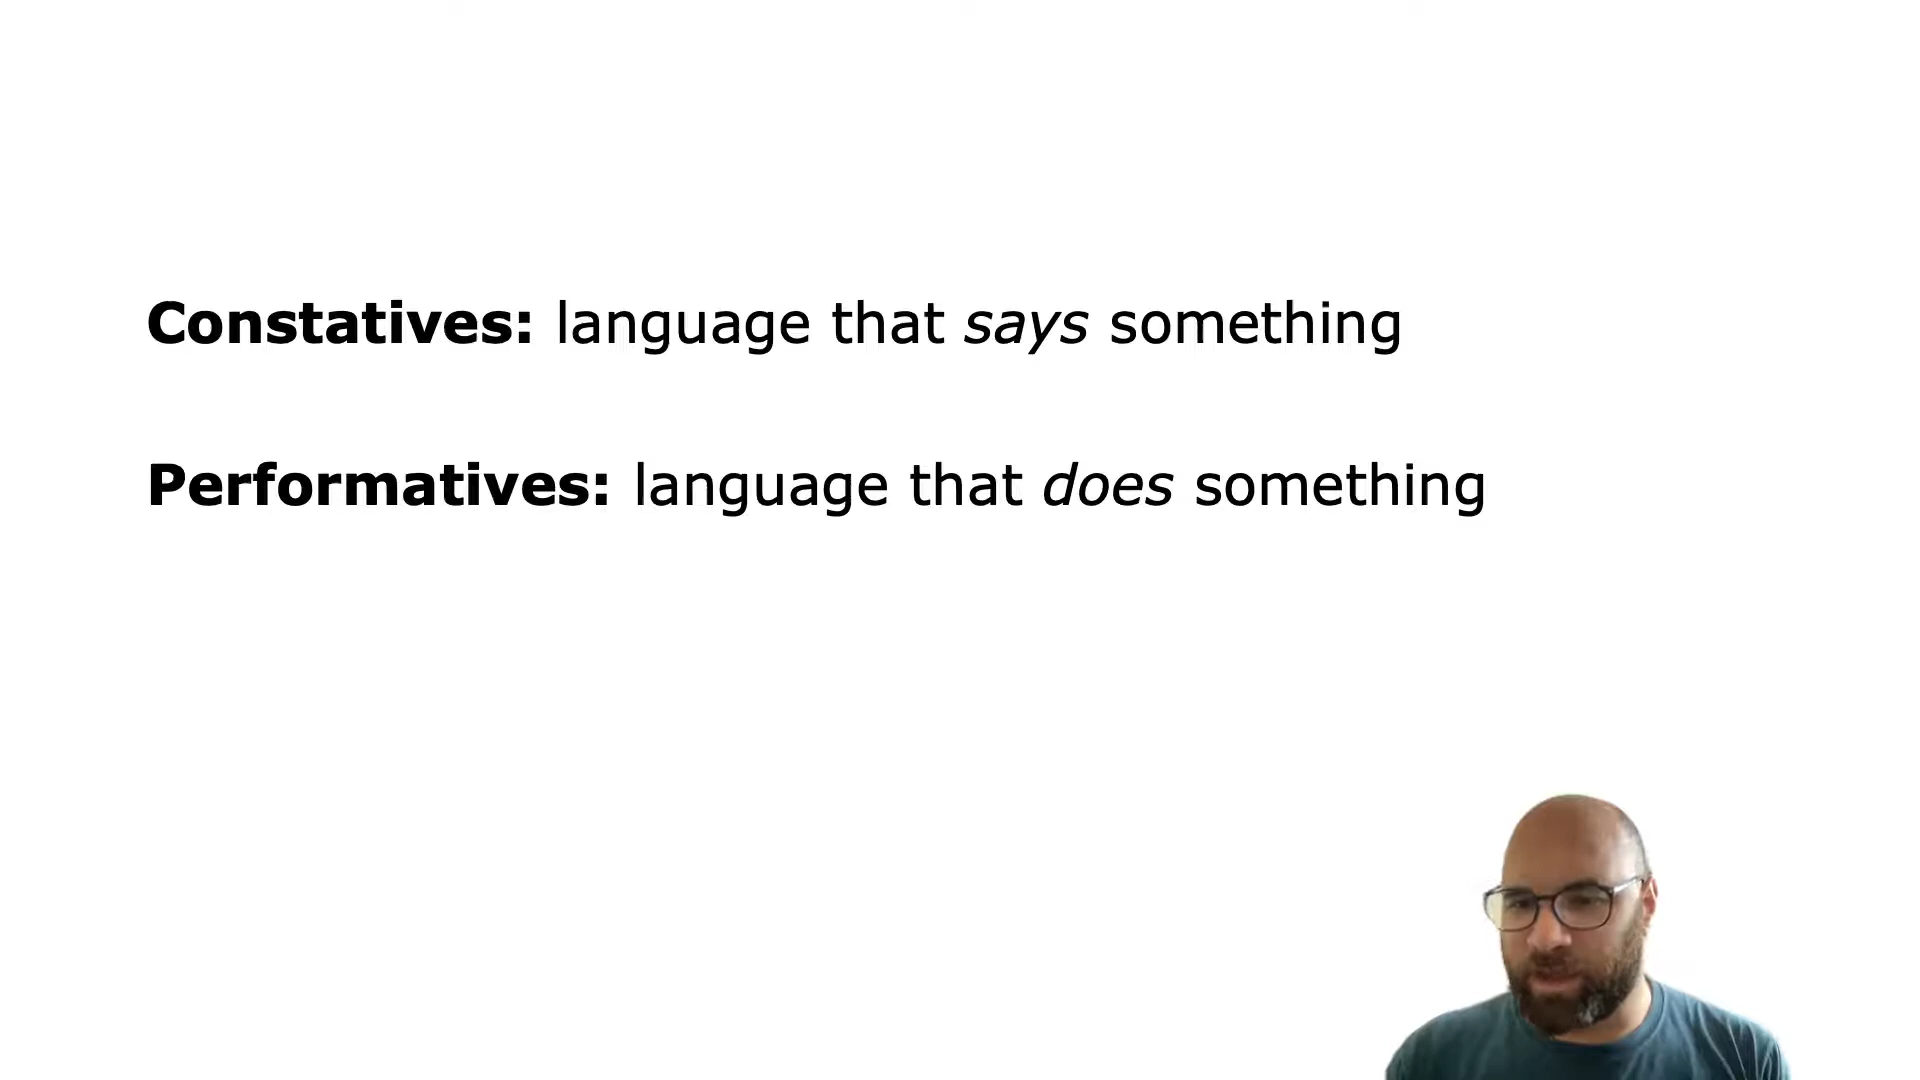 Constatives: language that says something
Performatives: language that does something